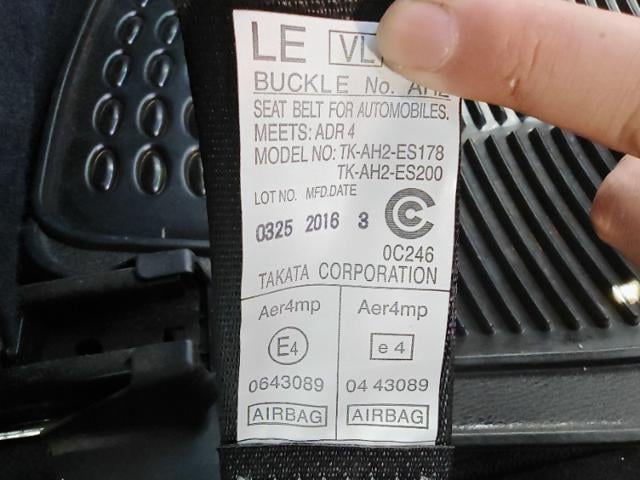 LE
BUCKLE No. AH2
SEAT BELT FOR AUTOMOBILES.
MEETS: ADR 4
MODEL NO: TK-AH2-ES178
TK-AH2-ES200
LOT NO. MFD.DATE
0325 2016 3
0C246
TAKATA CORPORATION
Aer4mp Aer4mp
E4 e 4
0643089 04 43089
AIRBAG AIRBAG